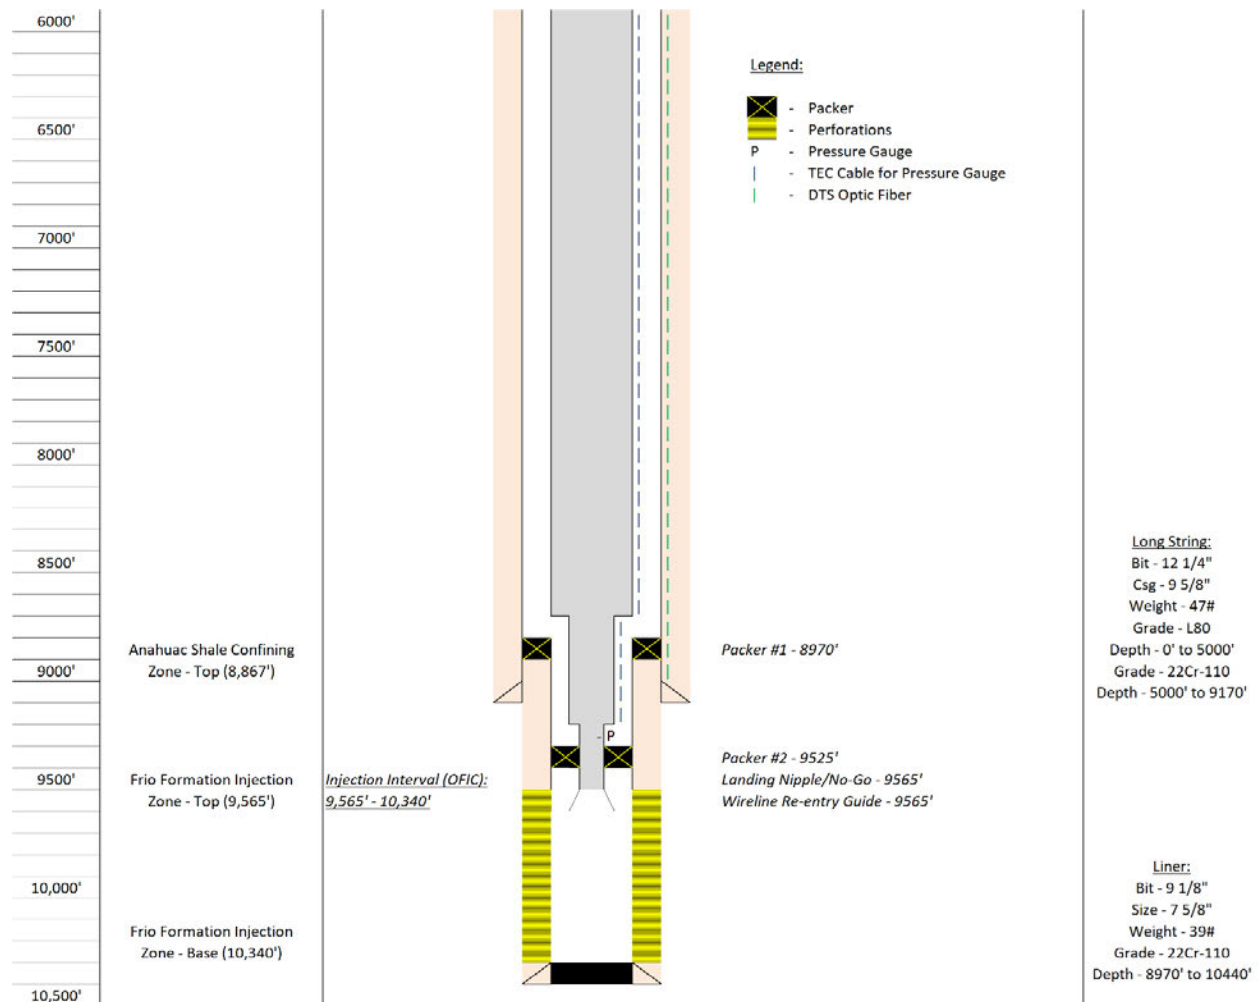 6000'
6500'
7000'
7500'
8000'
8500'
9000'
9500'
10,000'
10,500'
Anahuac Shale Confining
Zone - Top (8,867')
Frio Formation Injection
Zone - Top (9,565')
Frio Formation Injection
Zone - Base (10,340')
Injection Interval (OFIC):
9,565' - 10,340'
P
Legend:
- Packer
- Perforations
P - Pressure Gauge
- TEC Cable for Pressure Gauge
- DTS Optic Fiber
Packer #1 - 8970'
Packer #2 - 9525'
Landing Nipple/No-Go - 9565'
Wireline Re-entry Guide - 9565'
Long String:
Bit - 12 1/4"
Csg - 9 5/8"
Weight - 47#
Grade - L80
Depth - 0' to 5000'
Grade - 22Cr-110
Depth - 5000' to 9170'
Liner:
Bit - 9 1/8"
Size - 7 5/8"
Weight - 39#
Grade - 22Cr-110
Depth - 8970' to 10440'